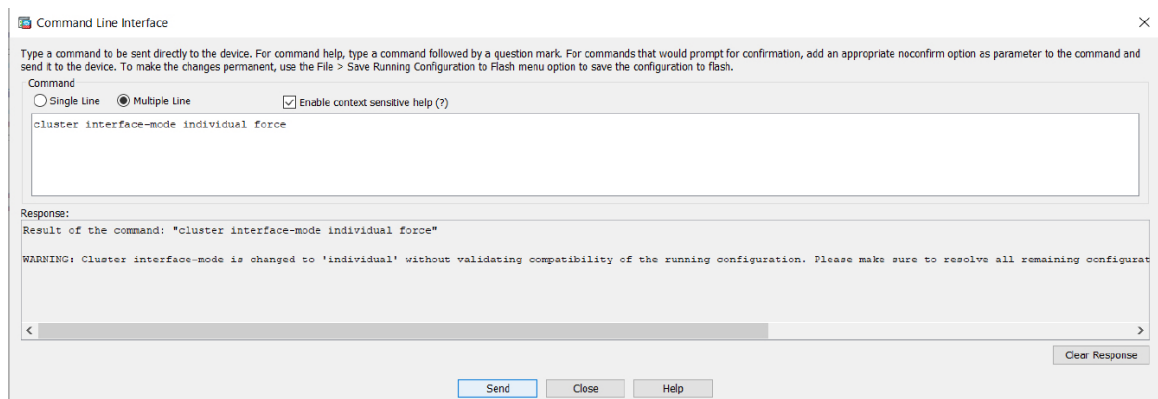 Command Line Interface
Type a command to be sent directly to the device. For command help, type a command followed by a question mark. For commands that would prompt for confirmation, add an appropriate noconfirm option as parameter to the command and
send it to the device. To make the changes permanent, use the File > Save Running Configuration to Flash menu option to save the configuration to flash.
Command
Single Line Multiple Line Enable context sensitive help (?)
cluster interface-mode individual force
Response:
Result of the command: "cluster interface-mode individual force"
WARNING: Cluster interface-mode is changed to 'individual' without validating compatibility of the running configuration. Please make sure to resolve all remaining configurat
Clear Response
Send Close Help